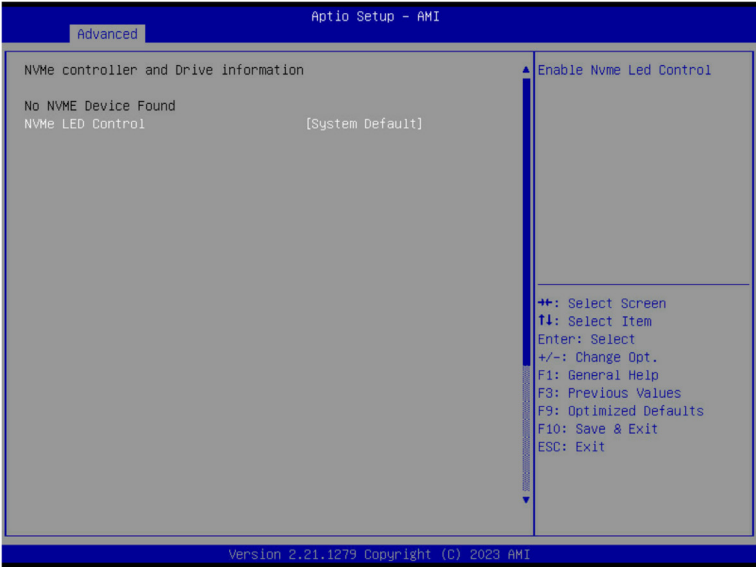 Aptio Setup – AMI
Advanced
NVMe controller and Drive information
No NVME Device Found
NVMe LED Control [System Default]
Enable Nvme Led Control
→←: Select Screen
↑↓: Select Item
Enter: Select
+/-: Change Opt.
F1: General Help
F3: Previous Values
F9: Optimized Defaults
F10: Save & Exit
ESC: Exit
Version 2.21.1279 Copyright (C) 2023 AMI